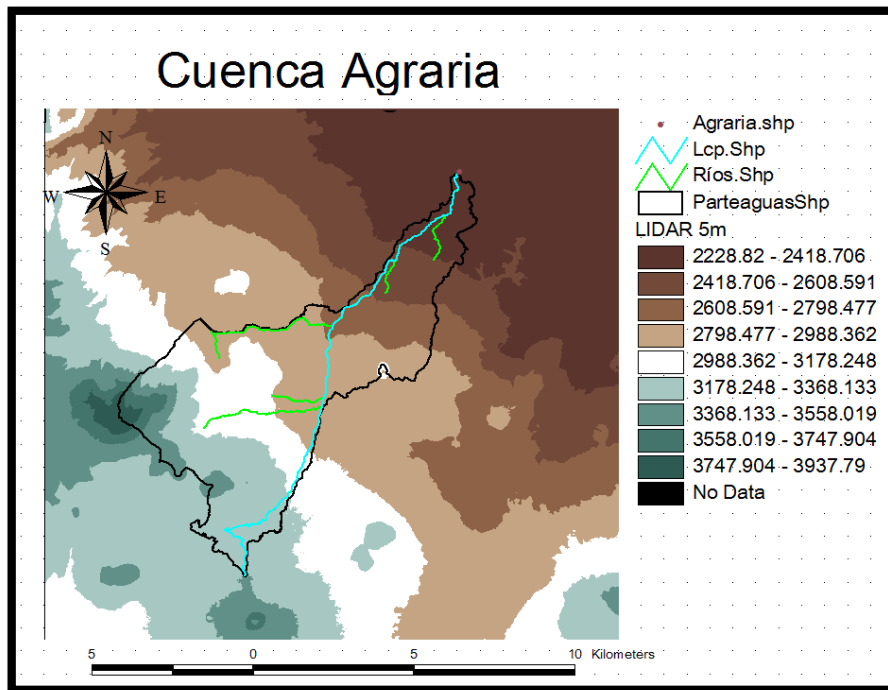 Cuenca Agraria
N
W E
S
Agraria.shp
Lcp.Shp
Ríos.Shp
ParteaguasShp
LIDAR 5m
2228.82 - 2418.706
2418.706 - 2608.591
2608.591 - 2798.477
2798.477 - 2988.362
2988.362 - 3178.248
3178.248 - 3368.133
3368.133 - 3558.019
3558.019 - 3747.904
3747.904 - 3937.79
No Data
5 0 5 10 Kilometers